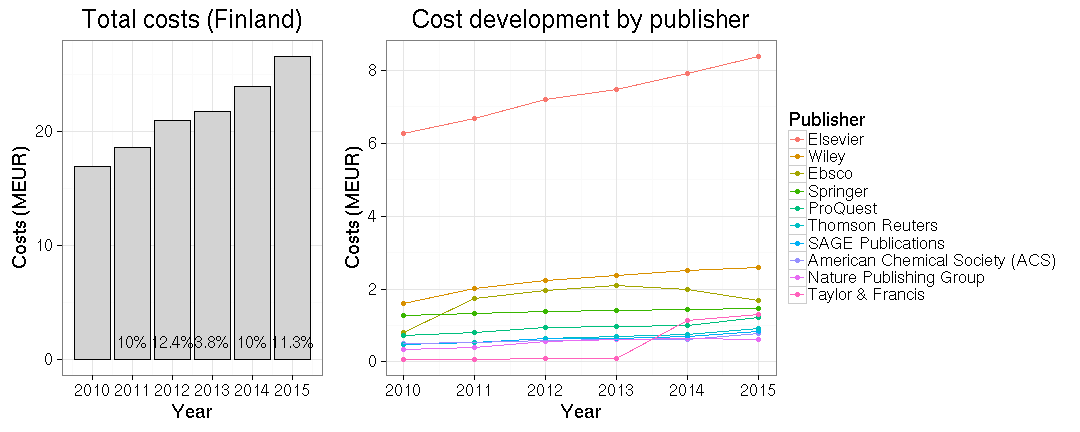 Total costs (Finland)
Costs (MEUR)
20
10
0
10% 12.4% 3.8% 10% 11.3%
2010 2011 2012 2013 2014 2015
Year
Cost development by publisher
Costs (MEUR)
8
6
4
2
0
2010 2011 2012 2013 2014 2015
Year
Publisher
Elsevier
Wiley
Ebsco
Springer
ProQuest
Thomson Reuters
SAGE Publications
American Chemical Society (ACS)
Nature Publishing Group
Taylor & Francis